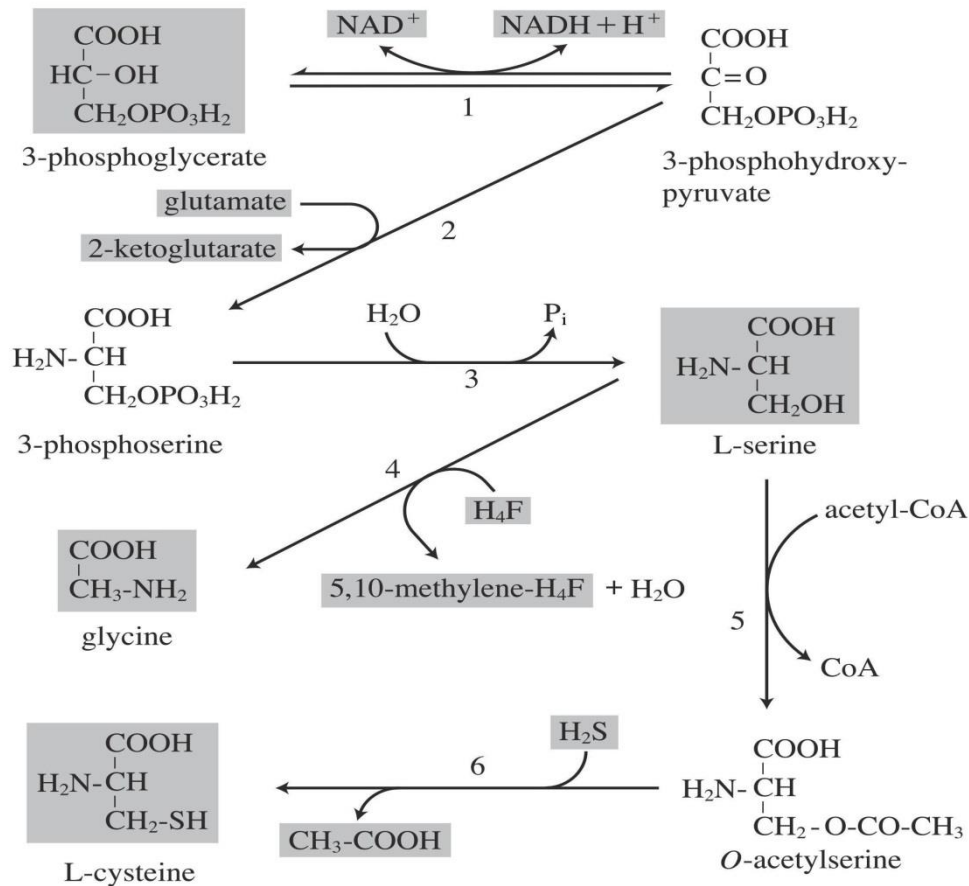 COOH
HC-OH
CH₂OPO₃H₂
3-phosphoglycerate
NAD⁺
NADH + H⁺
1
COOH
C=O
CH₂OPO₃H₂
3-phosphohydroxy-
pyruvate
glutamate
2-ketoglutarate
2
COOH
H₂N- CH
CH₂OPO₃H₂
3-phosphoserine
H₂O
Pᵢ
3
COOH
H₂N- CH
CH₂OH
L-serine
4
H₄F
5,10-methylene-H₄F + H₂O
COOH
CH₃-NH₂
glycine
acetyl-CoA
5
CoA
COOH
H₂N- CH
CH₂-O-CO-CH₃
O-acetylserine
H₂S
6
CH₃-COOH
COOH
H₂N- CH
CH₂-SH
L-cysteine